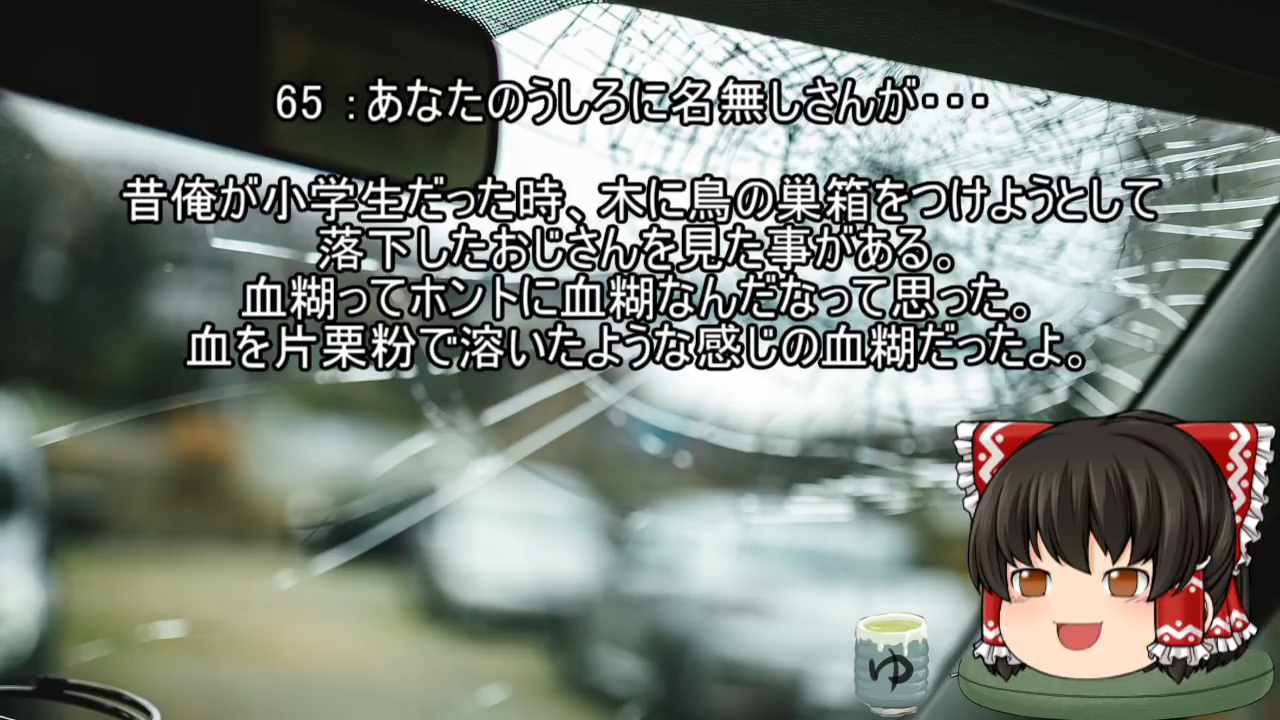 65 :あなたのうしろに名無しさんが･･･
昔俺が小学生だった時、木に鳥の巣箱をつけようとして
落下したおじさんを見た事がある。
血糊ってホントに血糊なんだなって思った。
血を片栗粉で溶いたような感じの血糊だったよ。
ゆ